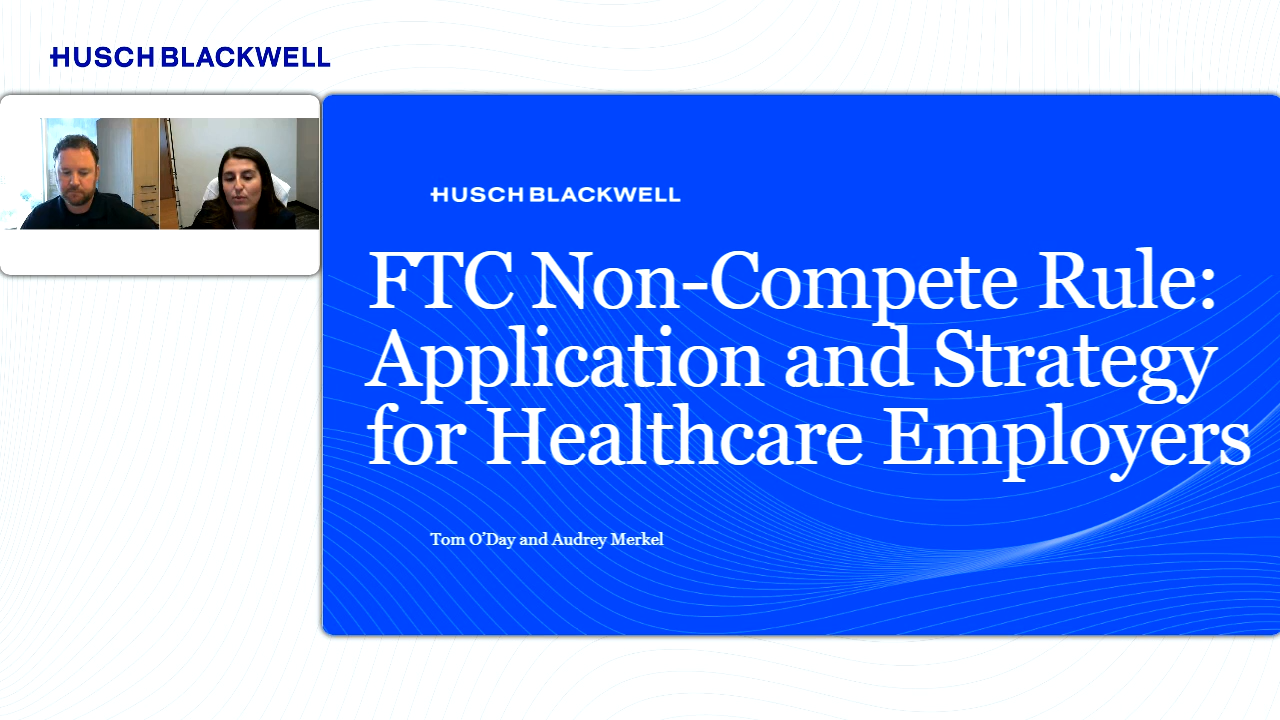 HUSCH BLACKWELL
HUSCH BLACKWELL
FTC Non-Compete Rule:
Application and Strategy
for Healthcare Employers
Tom O'Day and Audrey Merkel